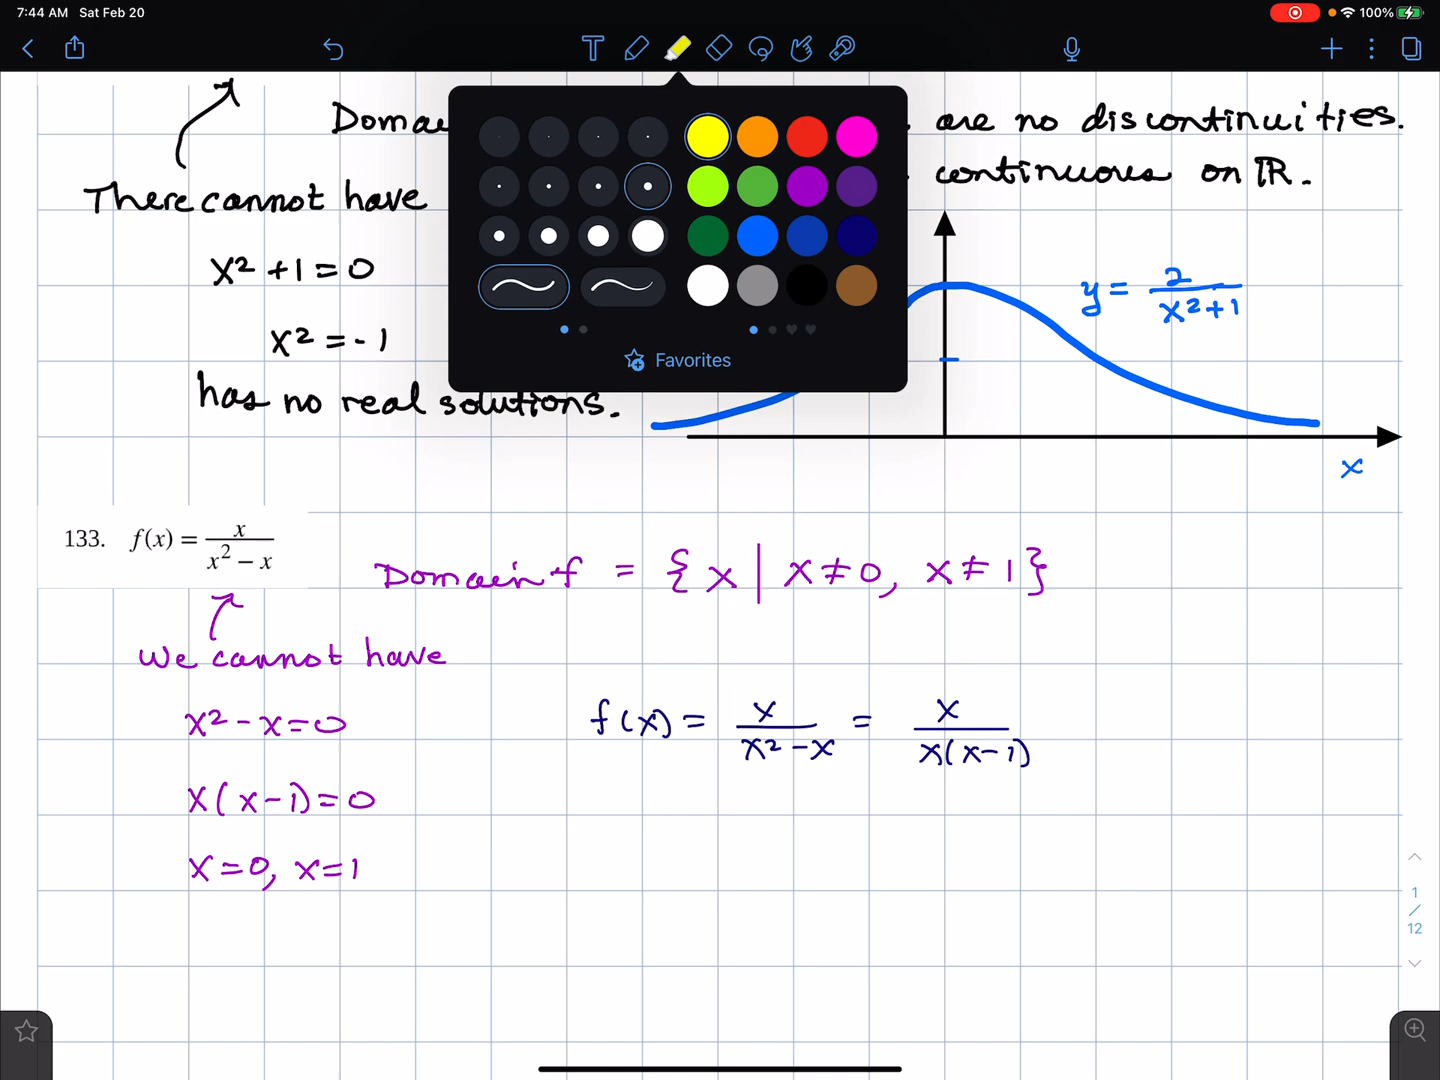 7:44 AM Sat Feb 20
100%
are no discontinuities.
continuous on ℝ.
There cannot have
x² + 1 = 0
x² = -1
has no real solutions.
y = 2 / (x² + 1)
x
Favorites
133. f(x) = x / (x² − x)
Domain f = { x | x ≠ 0, x ≠ 1 }
We cannot have
x² - x = 0
x(x-1) = 0
x = 0, x = 1
f(x) = x / (x² - x) = x / (x(x-1))
1
/
12